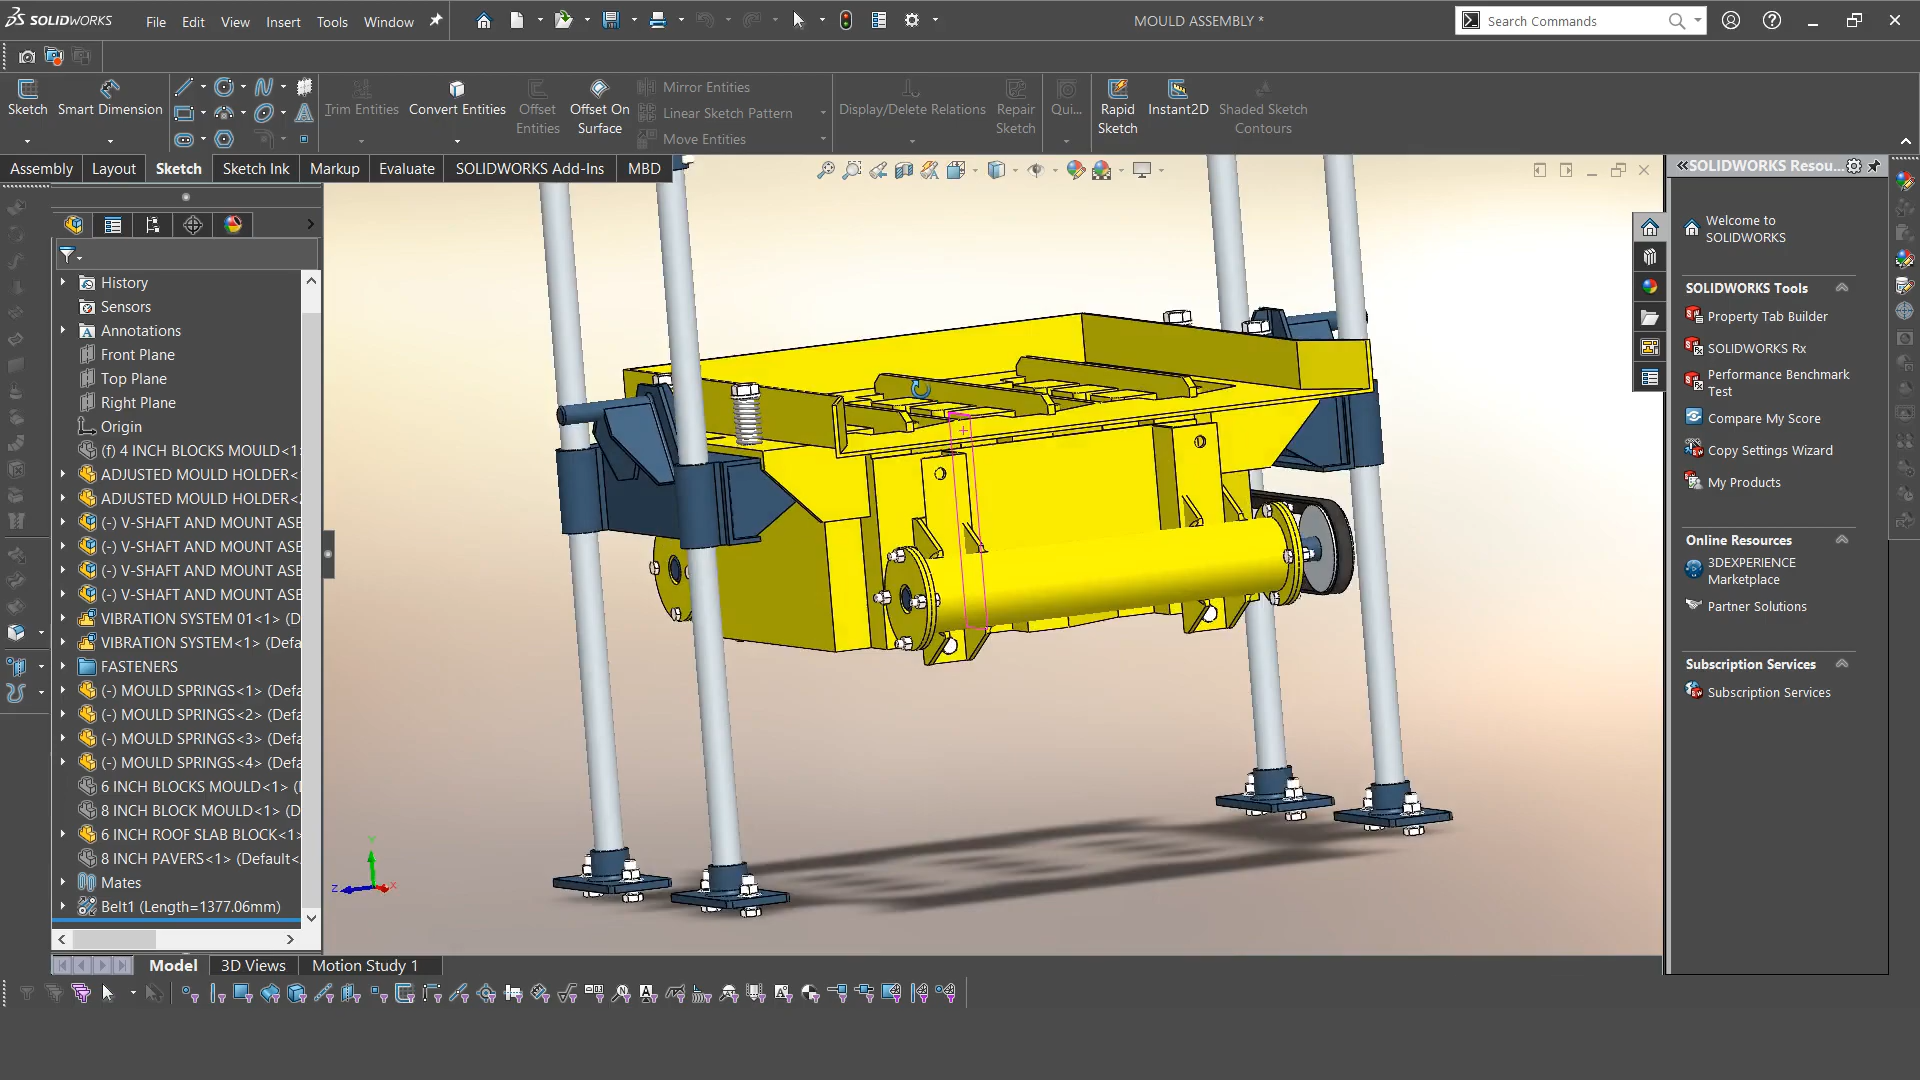 SOLIDWORKS File Edit View Insert Tools Window
MOULD ASSEMBLY *
Search Commands
Sketch
Smart Dimension
Trim Entities
Convert Entities
Offset
Entities
Offset On
Surface
Mirror Entities
Linear Sketch Pattern
Move Entities
Display/Delete Relations
Repair
Sketch
Qui...
Rapid
Sketch
Instant2D
Shaded Sketch
Contours
Assembly Layout Sketch Sketch Ink Markup Evaluate SOLIDWORKS Add-Ins MBD
History
Sensors
Annotations
Front Plane
Top Plane
Right Plane
Origin
(f) 4 INCH BLOCKS MOULD<1>
ADJUSTED MOULD HOLDER<
ADJUSTED MOULD HOLDER<2
(-) V-SHAFT AND MOUNT ASE
(-) V-SHAFT AND MOUNT ASE
(-) V-SHAFT AND MOUNT ASE
(-) V-SHAFT AND MOUNT ASE
VIBRATION SYSTEM 01<1> (D
VIBRATION SYSTEM<1> (Defa
FASTENERS
(-) MOULD SPRINGS<1> (Defa
(-) MOULD SPRINGS<2> (Defa
(-) MOULD SPRINGS<3> (Defa
(-) MOULD SPRINGS<4> (Defa
6 INCH BLOCKS MOULD<1> (I
8 INCH BLOCK MOULD<1> (D
6 INCH ROOF SLAB BLOCK<1>
8 INCH PAVERS<1> (Default<
Mates
Belt1 (Length=1377.06mm)
Y
Z
X
Model 3D Views Motion Study 1
SOLIDWORKS Resou...
Welcome to
SOLIDWORKS
SOLIDWORKS Tools
Property Tab Builder
SOLIDWORKS Rx
Performance Benchmark
Test
Compare My Score
Copy Settings Wizard
My Products
Online Resources
3DEXPERIENCE
Marketplace
Partner Solutions
Subscription Services
Subscription Services